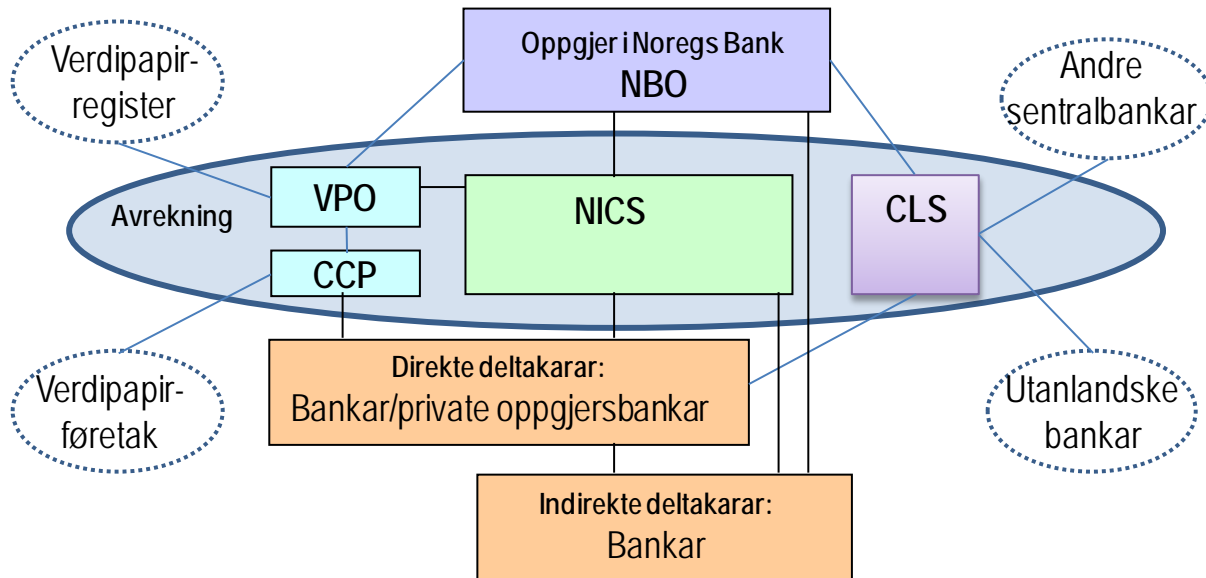 Oppgjer i Noregs Bank
NBO
Verdipapir-
register
Andre
sentralbankar
Avrekning
VPO
NICS
CLS
CCP
Direkte deltakarar:
Bankar/private oppgjersbankar
Verdipapir-
føretak
Utanlandske
bankar
Indirekte deltakarar:
Bankar